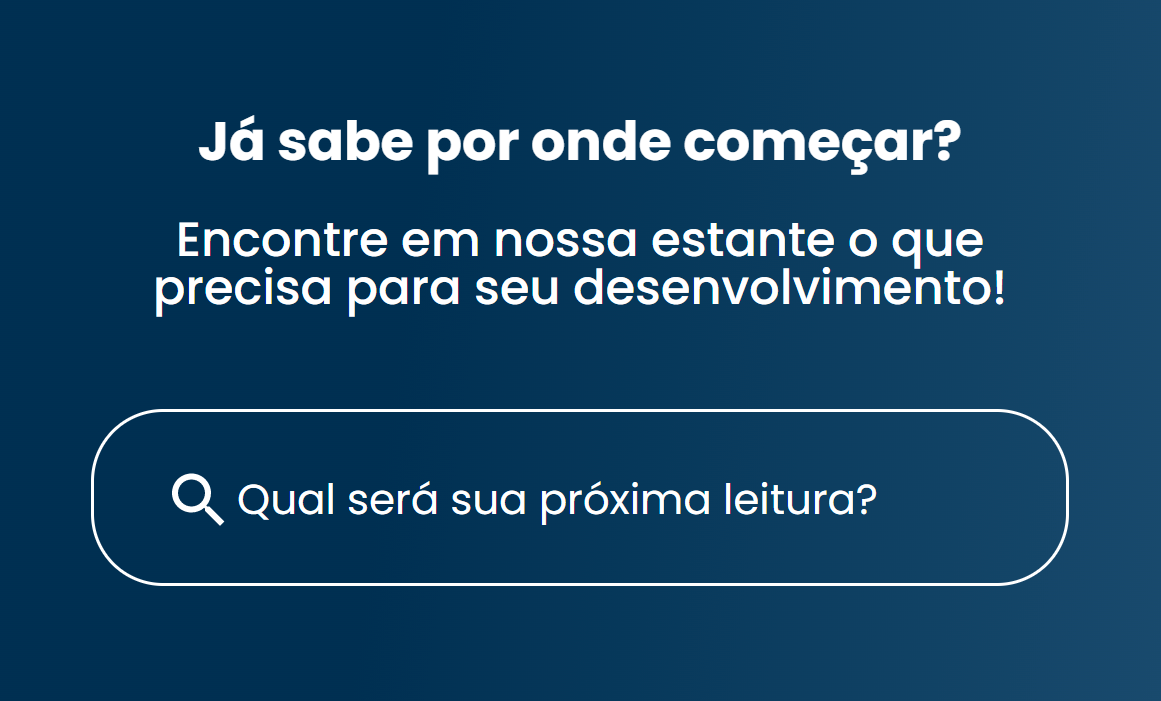 Já sabe por onde começar?
Encontre em nossa estante o que
precisa para seu desenvolvimento!
Qual será sua próxima leitura?